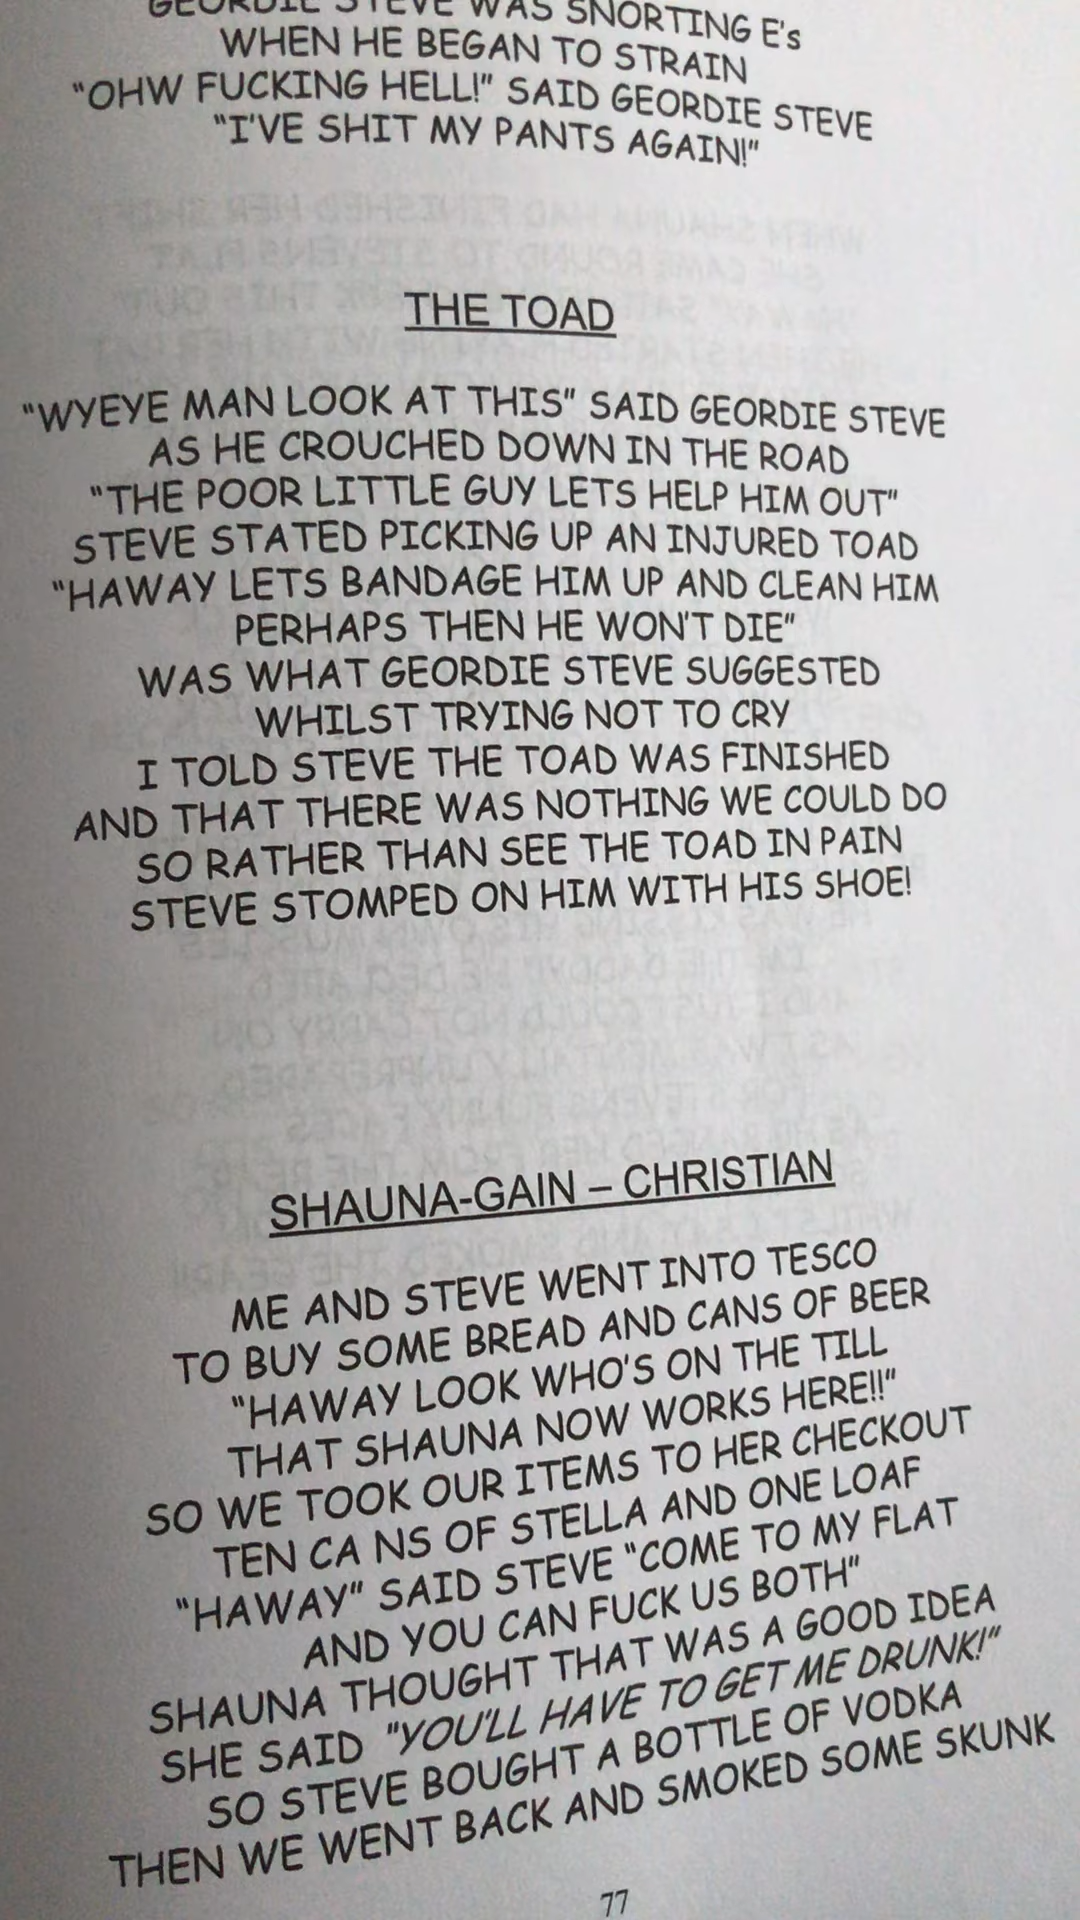 GEORDIE STEVE WAS SNORTING E's
WHEN HE BEGAN TO STRAIN
"OHW FUCKING HELL!" SAID GEORDIE STEVE
"I'VE SHIT MY PANTS AGAIN!"
THE TOAD
"WYEYE MAN LOOK AT THIS" SAID GEORDIE STEVE
AS HE CROUCHED DOWN IN THE ROAD
"THE POOR LITTLE GUY LETS HELP HIM OUT"
STEVE STATED PICKING UP AN INJURED TOAD
"HAWAY LETS BANDAGE HIM UP AND CLEAN HIM
PERHAPS THEN HE WON'T DIE"
WAS WHAT GEORDIE STEVE SUGGESTED
WHILST TRYING NOT TO CRY
I TOLD STEVE THE TOAD WAS FINISHED
AND THAT THERE WAS NOTHING WE COULD DO
SO RATHER THAN SEE THE TOAD IN PAIN
STEVE STOMPED ON HIM WITH HIS SHOE!
SHAUNA-GAIN – CHRISTIAN
ME AND STEVE WENT INTO TESCO
TO BUY SOME BREAD AND CANS OF BEER
"HAWAY LOOK WHO'S ON THE TILL
THAT SHAUNA NOW WORKS HERE!!"
SO WE TOOK OUR ITEMS TO HER CHECKOUT
TEN CA NS OF STELLA AND ONE LOAF
"HAWAY" SAID STEVE "COME TO MY FLAT
AND YOU CAN FUCK US BOTH"
SHAUNA THOUGHT THAT WAS A GOOD IDEA
SHE SAID "YOU'LL HAVE TO GET ME DRUNK!"
SO STEVE BOUGHT A BOTTLE OF VODKA
THEN WE WENT BACK AND SMOKED SOME SKUNK
77